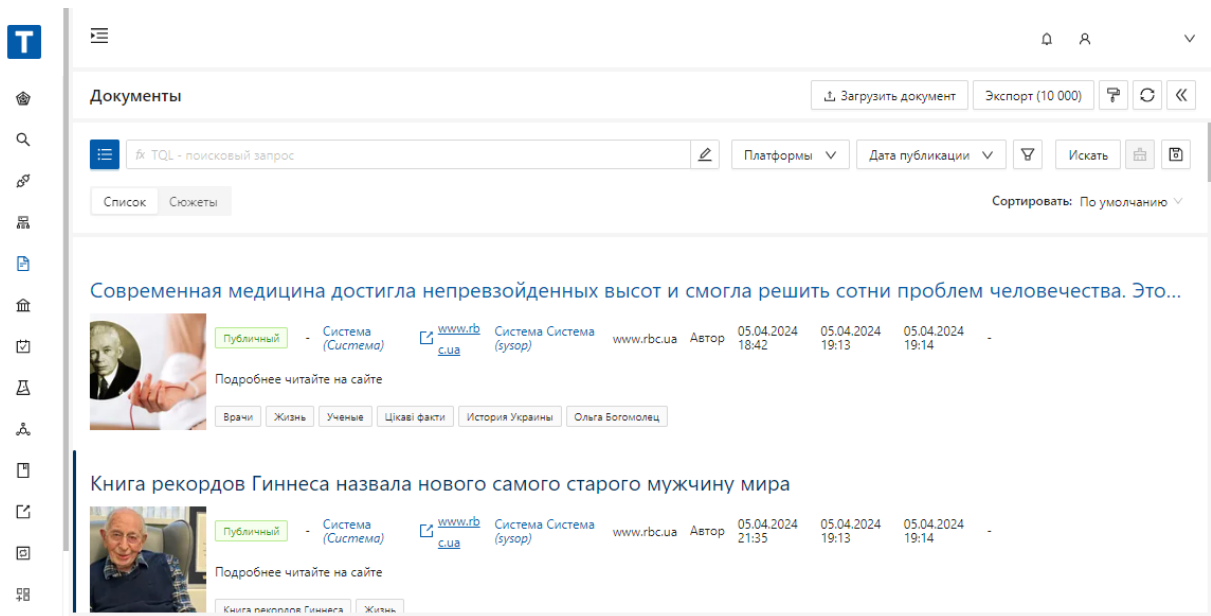 T
Документы
Загрузить документ
Экспорт (10 000)
fx TQL - поисковый запрос
Платформы
Дата публикации
Искать
Список Сюжеты
Сортировать: По умолчанию
Современная медицина достигла непревзойденных высот и смогла решить сотни проблем человечества. Это...
Публичный - Система (Система) www.rb c.ua Система Система (sysop) www.rbc.ua Автор 05.04.2024 18:42 05.04.2024 19:13 05.04.2024 19:14 -
Подробнее читайте на сайте
Врачи Жизнь Ученые Цікаві факти История Украины Ольга Богомолец
Книга рекордов Гиннеса назвала нового самого старого мужчину мира
Публичный - Система (Система) www.rb c.ua Система Система (sysop) www.rbc.ua Автор 05.04.2024 21:35 05.04.2024 19:13 05.04.2024 19:14 -
Подробнее читайте на сайте
Книга рекордов Гиннеса Жизнь